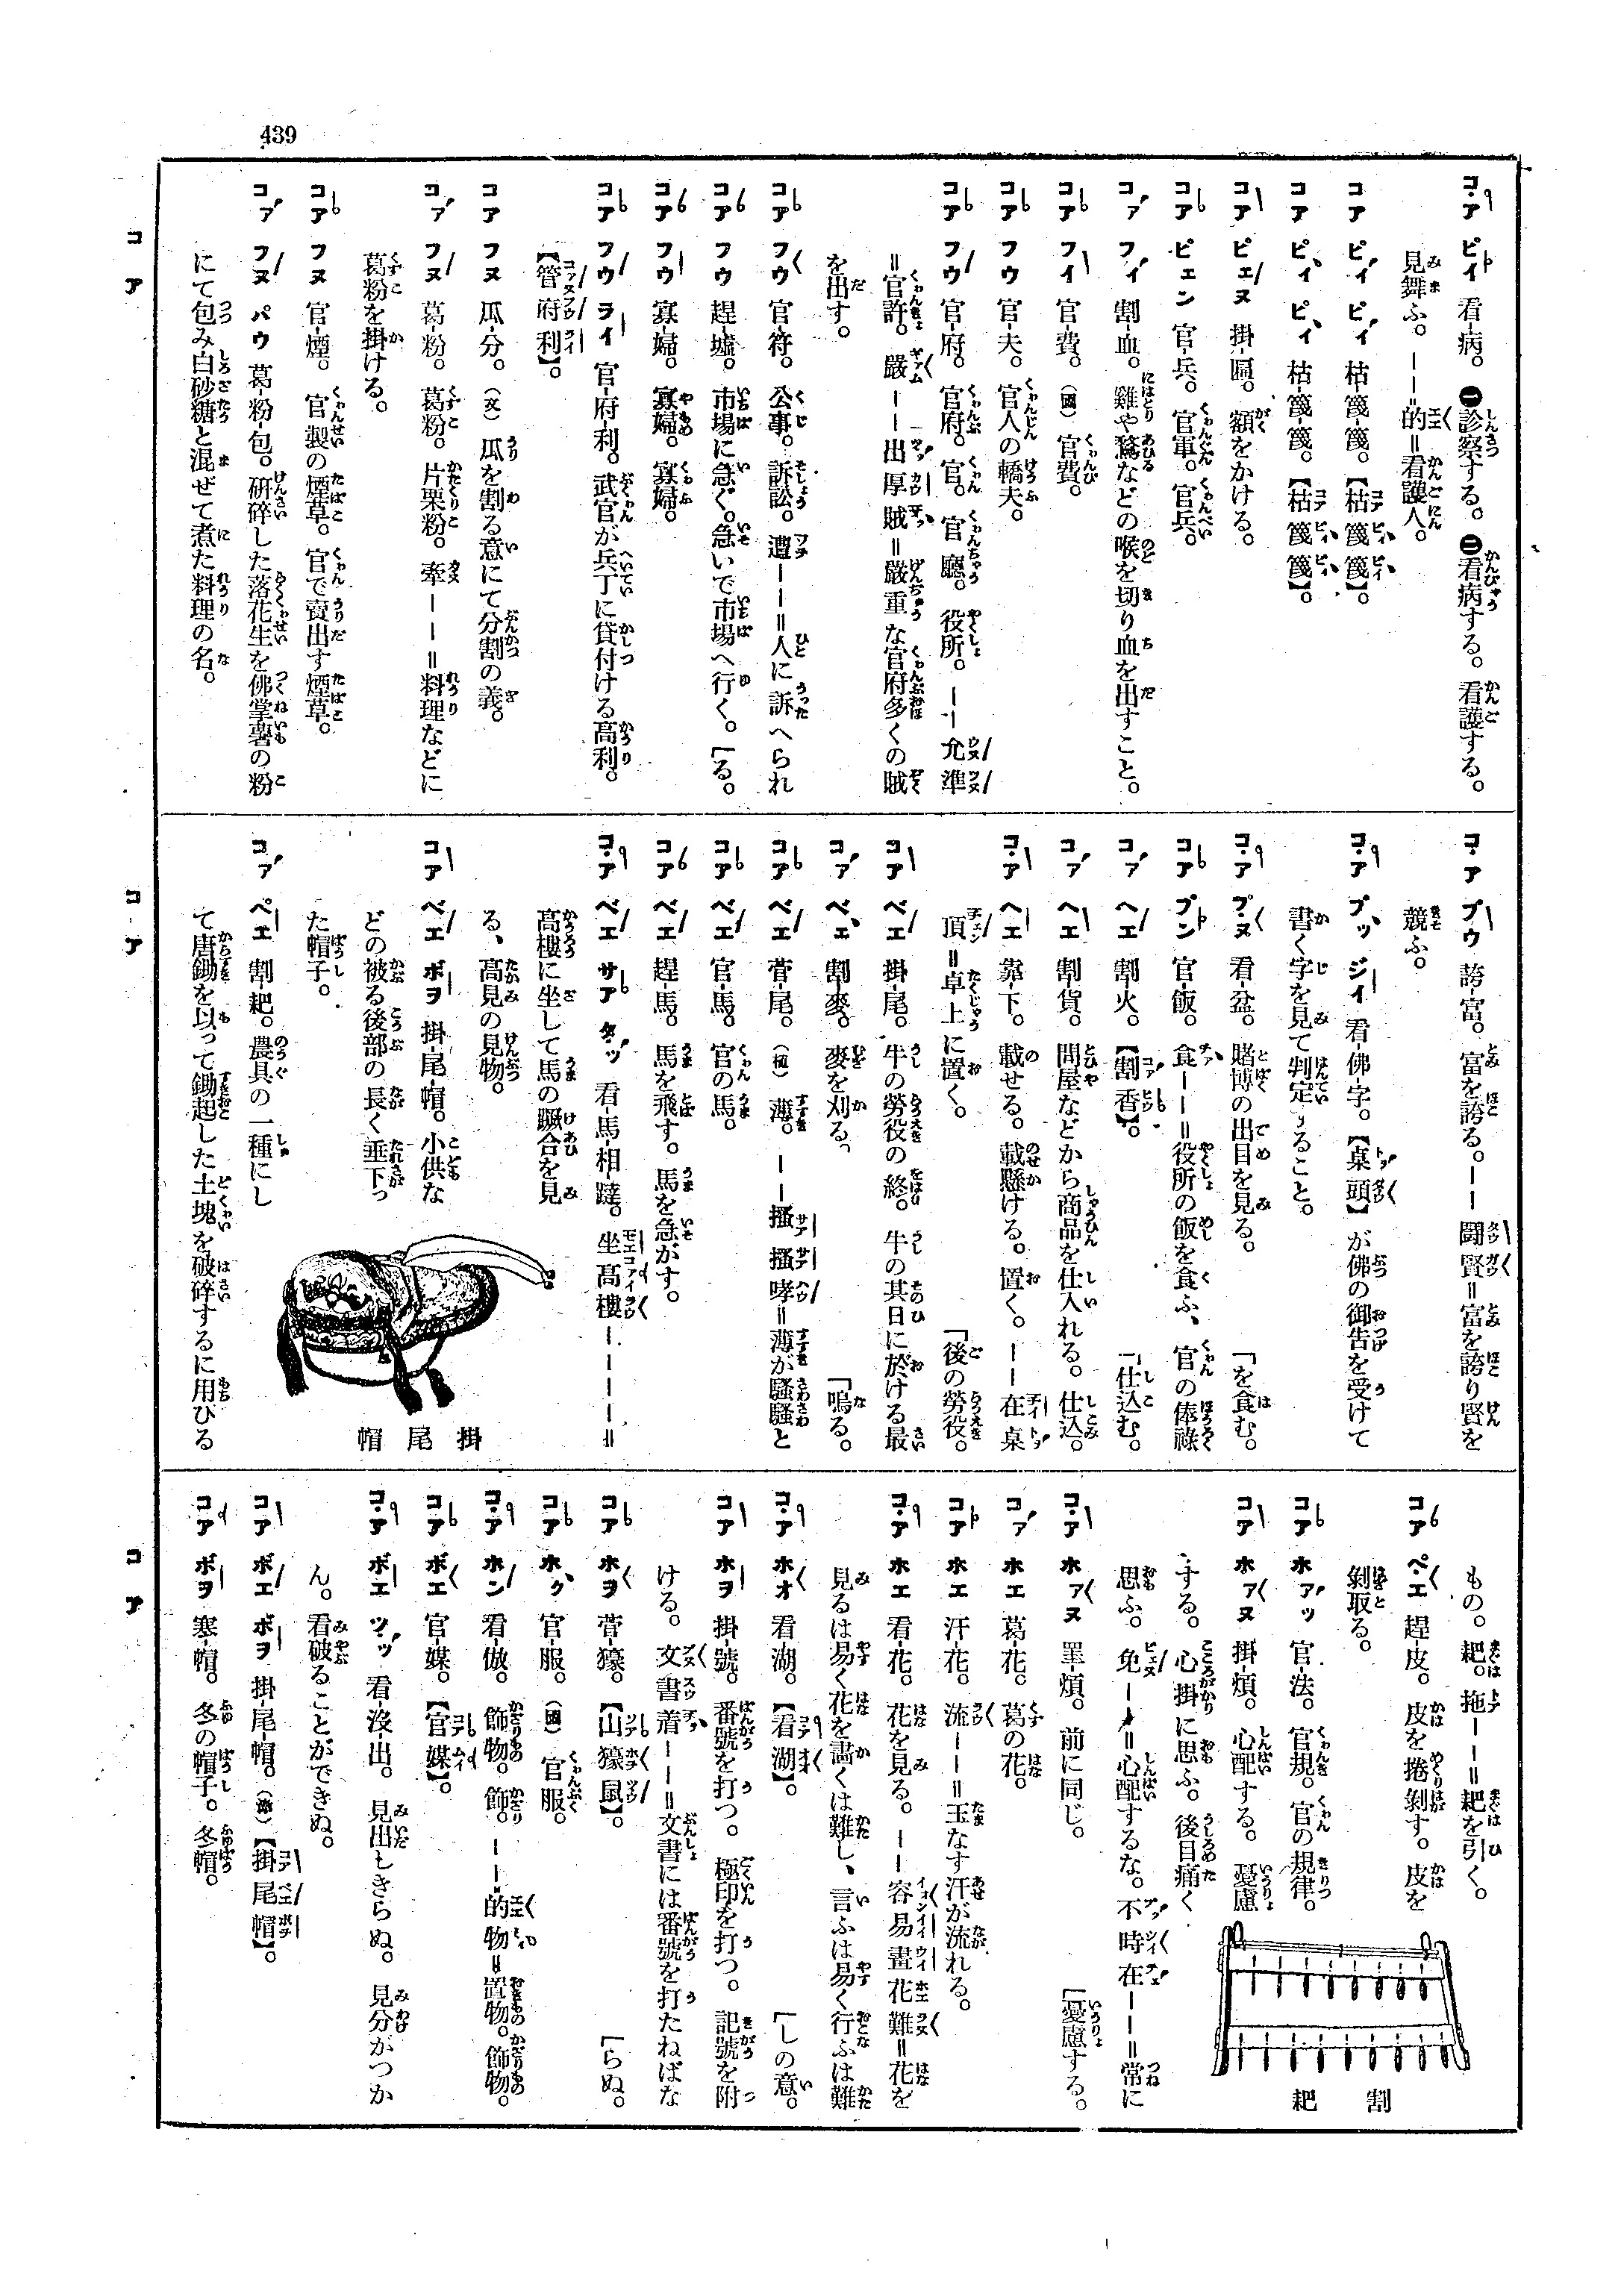 439
コア
コア ピイ 看-病。 ㊀診察する。 ㊁看病する。 看護する。
見舞ふ。 ――的=看護人。
コア ピイ ピイ 枯-篾-篾。【枯篾篾】。
コア ピイ ピイ 枯-篾-篾。【枯篾篾】。
コア ピェヌ 掛-匾。 額をかける。
コア ピェン 官-兵。 官軍。官兵。
コァ フィ 割-血。 雞や鶩などの喉を切り血を出すこと。
コア フイ 官-費。(國)官費。
コア フウ 官-夫。 官人の轎夫。
コア フウ 官-府。 官府。官。官廳。役所。 ――允準
=官許。 嚴――出厚賊=嚴重な官府多くの賊
を出す。
コア フウ 官-符。 公事。訴訟。 遭――=人に訴へられ
コア フウ 趕-墟。 市場に急ぐ。急いで市場へ行く。 [る。
コア フウ 寡-婦。 寡婦。寡婦。
コア フウ ライ 官-府-利。 武官が兵丁に貸付ける高利。
【管府利】。
コア フヌ 瓜-分。(文)瓜を割る意にて分割の義。
コァ フヌ 葛-粉。 葛粉。片栗粉。 牽――=料理などに
葛粉を掛ける。
コア フヌ 官-煙。 官製の煙草。官で賣出す煙草。
コァ フヌ パウ 葛-粉-包。 研碎した落花生を佛掌薯の粉
にて包み白砂糖と混ぜて煮た料理の名。
コア
コア プウ 誇-富。 富を誇る。 ――鬪賢=富を誇り賢を
競ふ。
コア プッ ジイ 看-佛-字。【桌頭】が佛の御告を受けて
書く字を見て判定すること。
コア プヌ 看-盆。 賭博の出目を見る。 「を食む。
コア プン 官-飯。 食――=役所の飯を食ふ、官の俸祿
コァ ヘエ 割-火。【割香】。 「仕込む。
コァ ヘエ 割-貨。 問屋などから商品を仕入れる。仕込。
コア ヘエ 靠-下。 載せる。載懸ける。置く。 ――在桌
頂=卓上に置く。 「後の勞役。
コア ベエ 掛-尾。 牛の勞役の終。 牛の其日に於ける最
コァ ベェ 割-麥。 麥を刈る。 「鳴る。
コア ベエ 菅-尾。(植)薄。 ――搔搔哮=薄が騷騷と
コア ベエ 官-馬。 官の馬。
コア ベエ 趕-馬。 馬を飛す。馬を急がす。
コア ベエ サア タッ 看-馬-相-躂。 坐高樓――――=
高樓に坐して馬の蹶合を見
る、高見の見物。
コア ベエ ボヲ 掛-尾-帽。小供な
どの被る後部の長く垂下っ
た帽子。
掛尾帽
コァ ペエ 割-耙。 農具の一種にし
て唐鋤を以って鋤起した土塊を破碎するに用ひる
コア
もの。 耙。 拖――=耙を引く。
コア ペエ 趕-皮。 皮を捲剝す。皮を
剝取る。
割耙
コア ホァッ 官-法。 官規。官の規律。
コア ホァヌ 掛-煩。 心配する。 憂慮
する。 心掛に思ふ。後目痛く
思ふ。 免――=心配するな。不時在――=常に
コア ホァヌ 罣-煩。 前に同じ。 [憂慮する。
コァ ホエ 葛-花。 葛の花。
コア ホエ 汗-花。 流――=玉なす汗が流れる。
コア ホエ 看-花。 花を見る。 ――容易畫花難=花を
見るは易く花を畵くは難し、言ふは易く行ふは難
コア ホオ 看-湖。【看湖】。 [しの意。
コア ホヲ 掛-號。 番號を打つ。極印を打つ。 記號を附
ける。 文書着――=文書には番號を打たねばな
コア ホヲ 菅-獴。【山獴鼠】。 [らぬ。
コア ホク 官-服。(國)官服。
コア ホン 看-倣。 飾物。飾。 ――的物=置物。飾物。
コア ボエ 官-媒。【官媒】。
コア ボエ ツッ 看-沒-出。 見出しきらぬ。 見分がつか
ん。看破ることができぬ。
コア ボエ ボヲ 掛-尾-帽。(漳)【掛尾帽】。
コア ボヲ 寒-帽。 冬の帽子。冬帽。